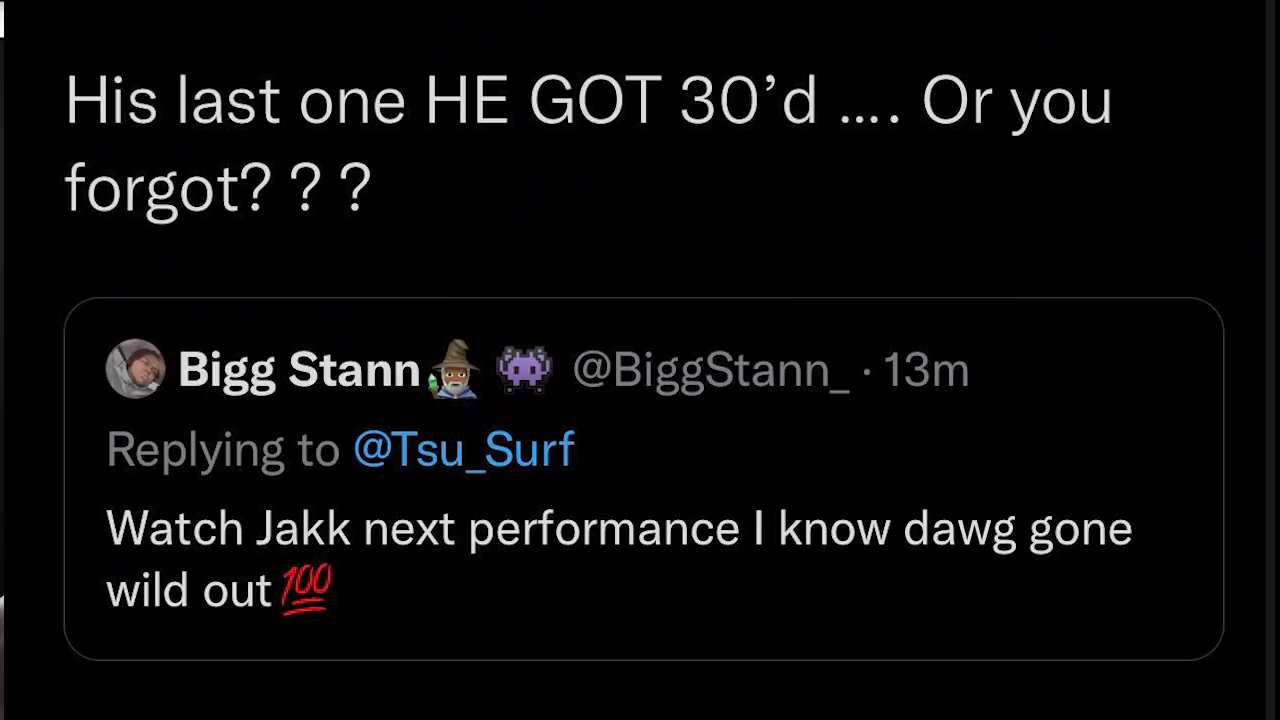 His last one HE GOT 30’d .... Or you
forgot? ? ?
Bigg Stann🧙🏾‍♂️ 👾 @BiggStann_ · 13m
Replying to @Tsu_Surf
Watch Jakk next performance I know dawg gone
wild out💯